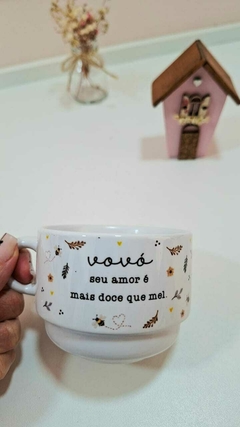 vovó
seu amor é
mais doce que mel.